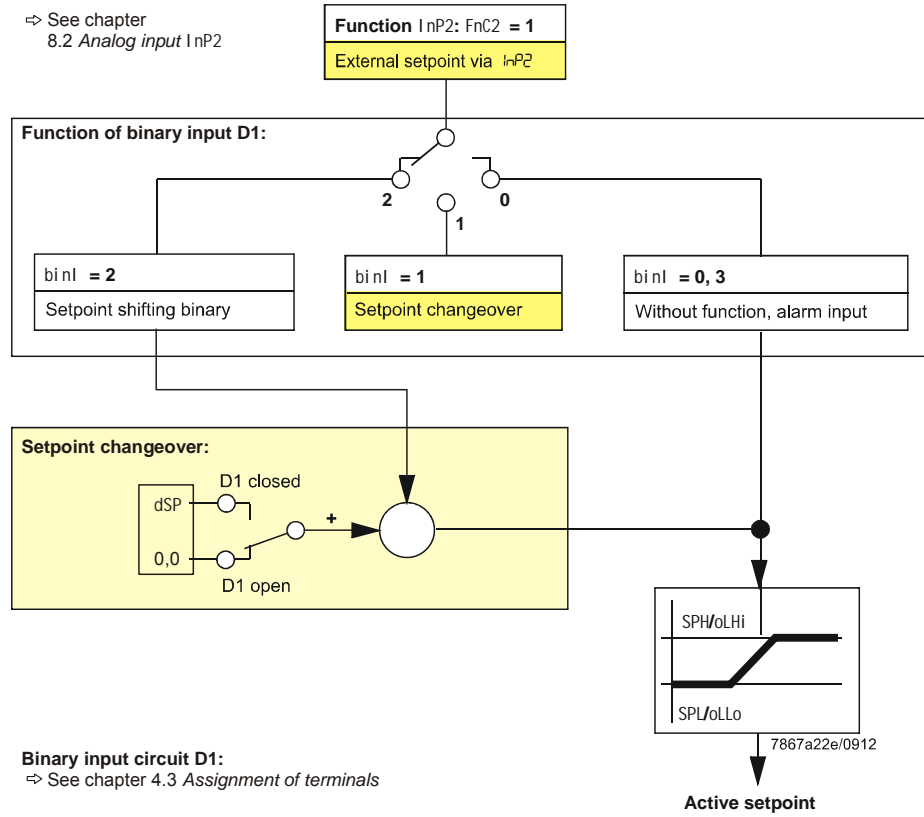 ⇨ See chapter
8.2 Analog input InP2
Function InP2: FnC2 = 1
External setpoint via InP2
Function of binary input D1:
2
0
1
binI = 2
Setpoint shifting binary
binI = 1
Setpoint changeover
binI = 0, 3
Without function, alarm input
Setpoint changeover:
D1 closed
dSP
+
0,0
D1 open
SPH/oLHi
SPL/oLLo
7867a22e/0912
Binary input circuit D1:
⇨ See chapter 4.3 Assignment of terminals
Active setpoint